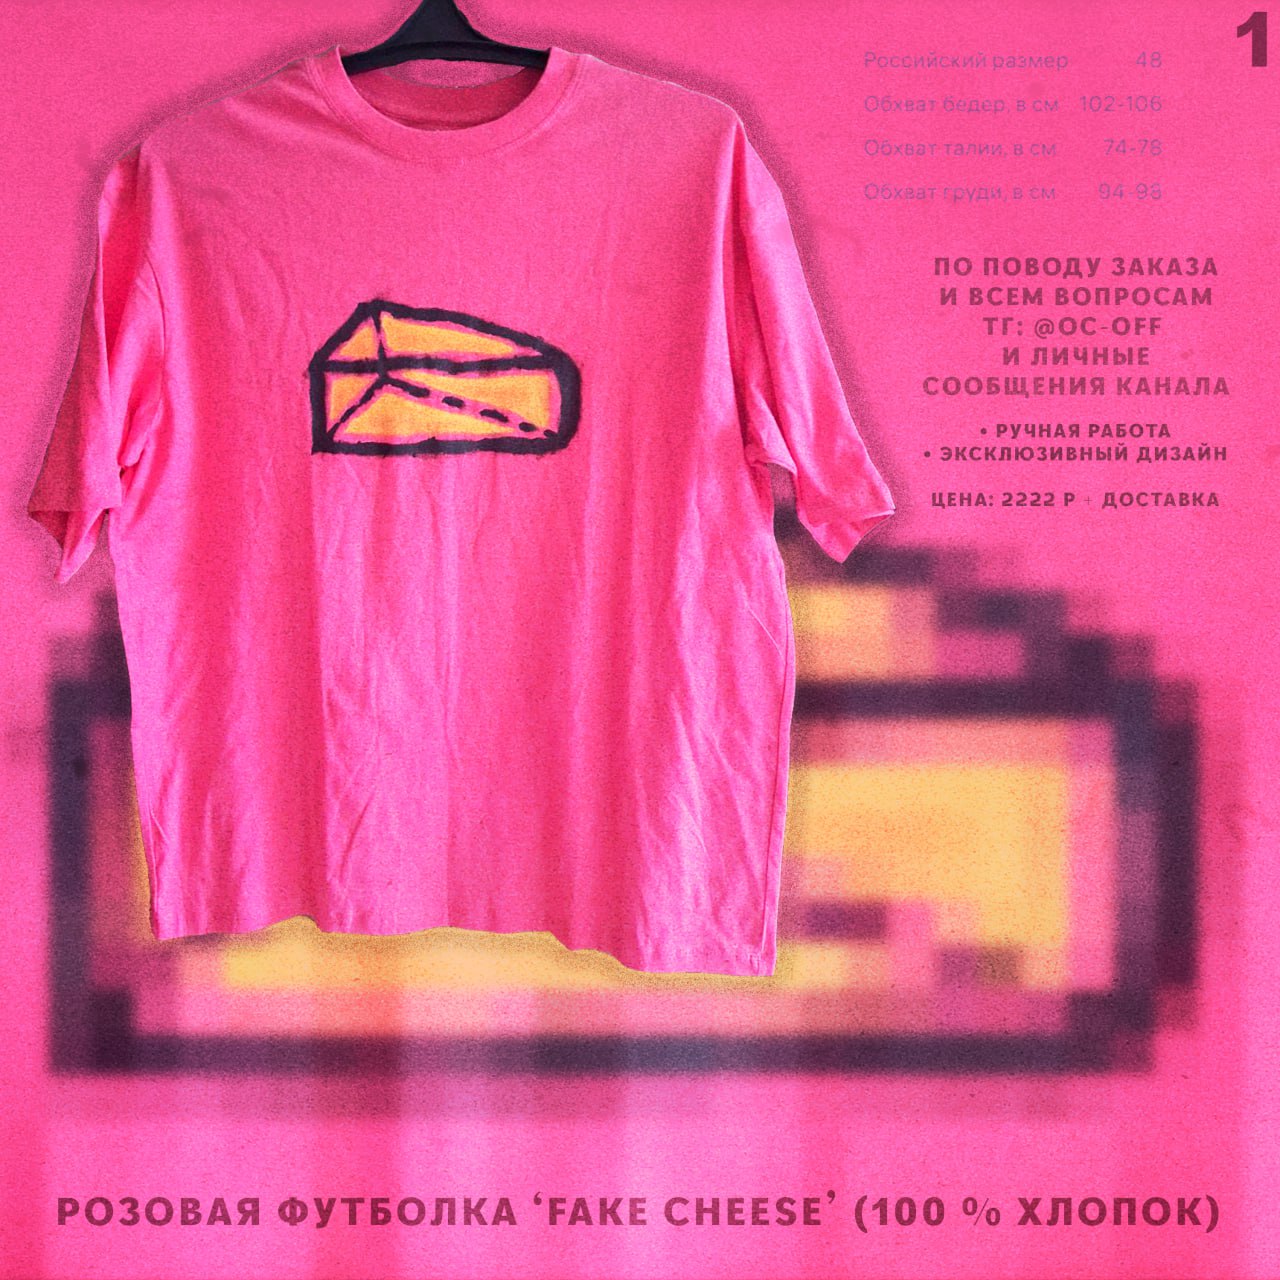 1
Российский размер 48
Обхват бедер, в см 102-106
Обхват талии, в см 74-78
Обхват груди, в см 94-98
ПО ПОВОДУ ЗАКАЗА
И ВСЕМ ВОПРОСАМ
ТГ: @OC-OFF
И ЛИЧНЫЕ
СООБЩЕНИЯ КАНАЛА
• РУЧНАЯ РАБОТА
• ЭКСКЛЮЗИВНЫЙ ДИЗАЙН
ЦЕНА: 2222 Р + ДОСТАВКА
РОЗОВАЯ ФУТБОЛКА ‘FAKE CHEESE’ (100 % ХЛОПОК)